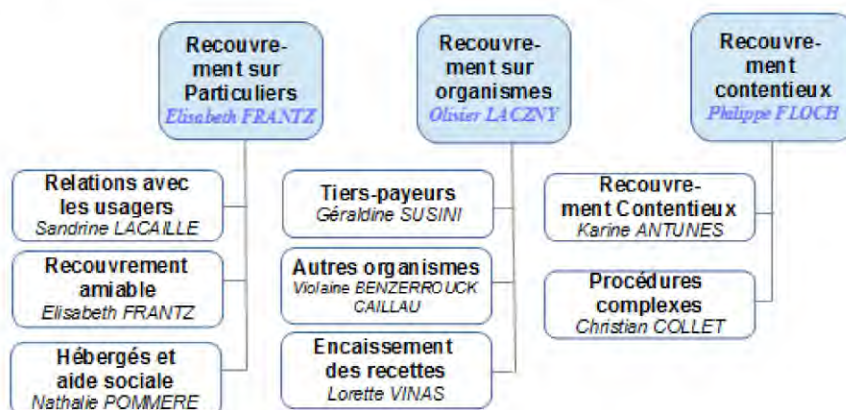 Recouvre-
ment sur
Particuliers
Elisabeth FRANTZ
Relations avec
les usagers
Sandrine LACAILLE
Recouvrement
amiable
Elisabeth FRANTZ
Hébergés et
aide sociale
Nathalie POMMERE
Recouvre-
ment sur
organismes
Olivier LACZNY
Tiers-payeurs
Géraldine SUSINI
Autres organismes
Violaine BENZERROUCK
CAILLAU
Encaissement
des recettes
Lorette VINAS
Recouvre-
ment
contentieux
Philippe FLOCH
Recouvre-
ment Contentieux
Karine ANTUNES
Procédures
complexes
Christian COLLET